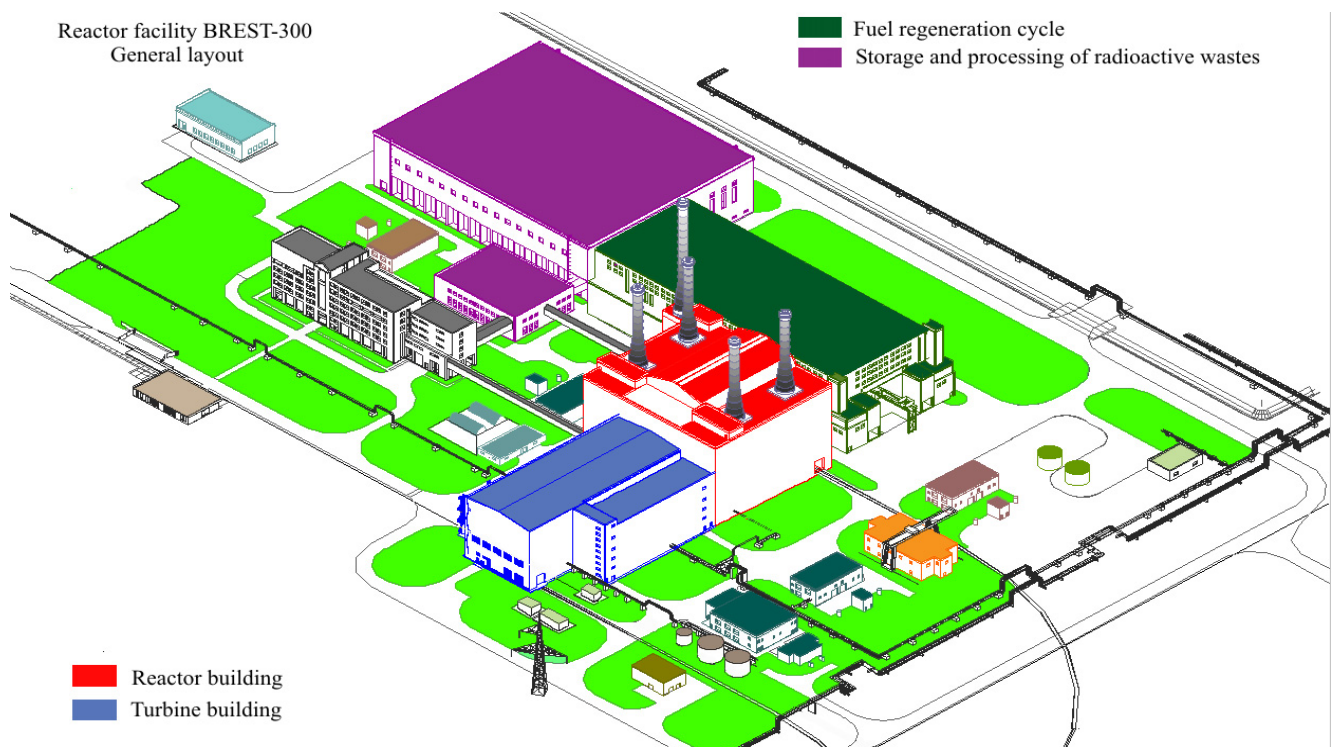 Reactor facility BREST-300
General layout
Fuel regeneration cycle
Storage and processing of radioactive wastes
Reactor building
Turbine building